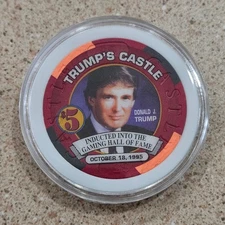 TRUMP'S CASTLE
$5
DONALD J.
TRUMP
INDUCTED INTO THE
GAMING HALL OF FAME
OCTOBER 18, 1995